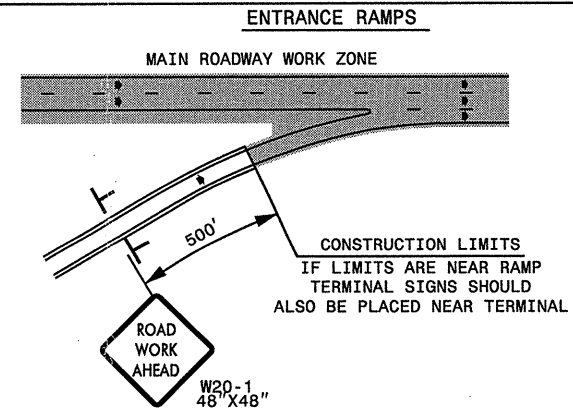 ENTRANCE RAMPS
MAIN ROADWAY WORK ZONE
500'
CONSTRUCTION LIMITS
IF LIMITS ARE NEAR RAMP
TERMINAL SIGNS SHOULD
ALSO BE PLACED NEAR TERMINAL
ROAD
WORK
AHEAD
W20-1
48"X48"